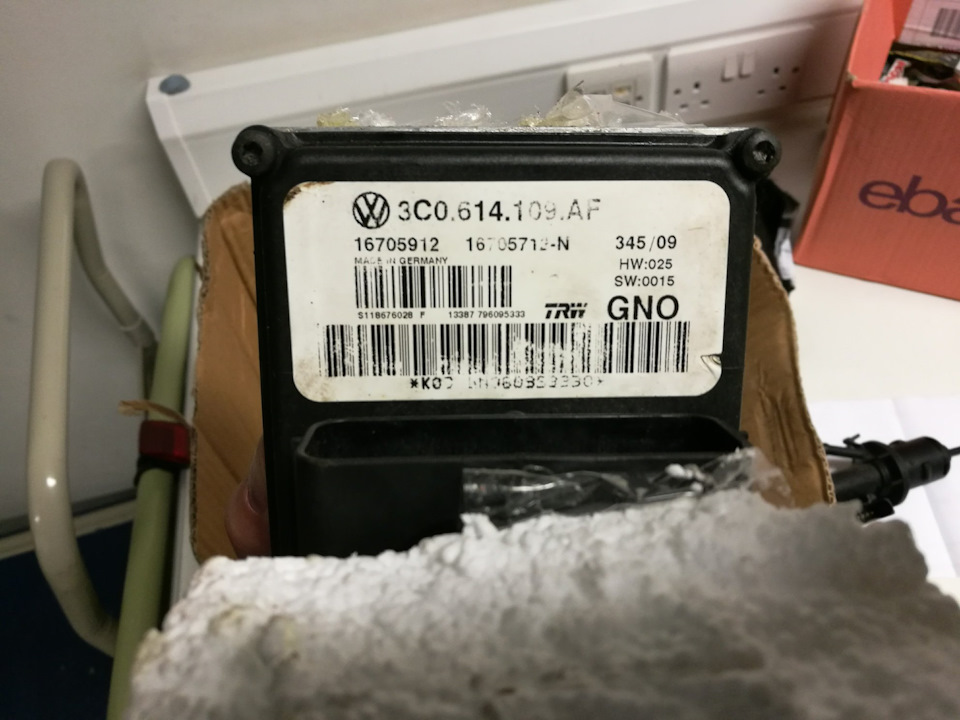 3C0.614.109.AF
16705912 345/09
MADE IN GERMANY HW:025
SW:0015
S118676028 F 13387 796095333
TRW GNO
eba